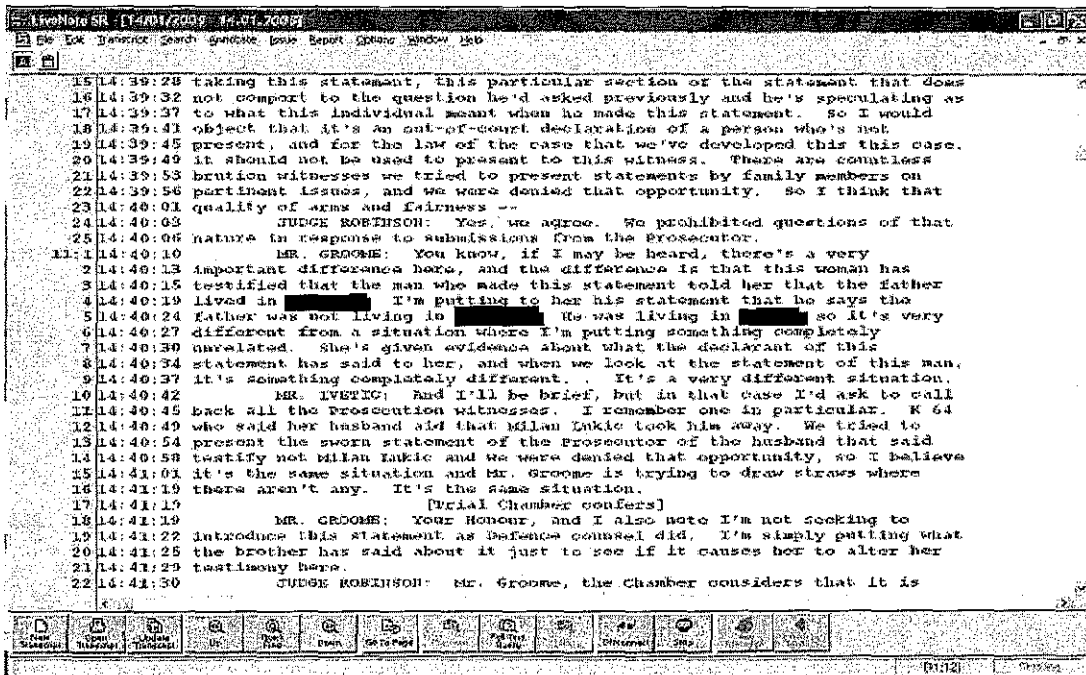 LiveNote SR - [14/01/2009 14.01.2009]
File Edit Transcript Search Annotate Issue Report Options Window Help
15 14:39:28 taking this statement, this particular section of the statement that does
16 14:39:32 not comport to the question he'd asked previously and he's speculating as
17 14:39:37 to what this individual meant when he made this statement. So I would
18 14:39:41 object that it's an out-of-court declaration of a person who's not
19 14:39:45 present, and for the law of the case that we've developed this this case.
20 14:39:49 it should not be used to present to this witness. There are countless
21 14:39:53 brution witnesses we tried to present statements by family members on
22 14:39:56 pertinent issues, and we were denied that opportunity. So I think that
23 14:40:01 quality of arms and fairness --
24 14:40:03 JUDGE ROBINSON: Yes, we agree. We prohibited questions of that
25 14:40:06 nature in response to submissions from the Prosecutor.
11:1 14:40:10 MR. GROOME: You know, if I may be heard, there's a very
2 14:40:13 important difference here, and the difference is that this woman has
3 14:40:15 testified that the man who made this statement told her that the father
4 14:40:19 lived in I'm putting to her his statement that he says the
5 14:40:24 father was not living in He was living in so it's very
6 14:40:27 different from a situation where I'm putting something completely
7 14:40:30 unrelated. She's given evidence about what the declarant of this
8 14:40:34 statement has said to her, and when we look at the statement of this man,
9 14:40:37 it's something completely different. . It's a very different situation.
10 14:40:42 MR. IVETIC: And I'll be brief, but in that case I'd ask to call
11 14:40:45 back all the Prosecution witnesses. I remember one in particular. K 64
12 14:40:49 who said her husband aid that Milan Lukic took him away. We tried to
13 14:40:54 present the sworn statement of the Prosecutor of the husband that said
14 14:40:58 testify not Milan Lukic and we were denied that opportunity, so I believe
15 14:41:01 it's the same situation and Mr. Groome is trying to draw straws where
16 14:41:19 there aren't any. It's the same situation.
17 14:41:19 [Trial Chamber confers]
18 14:41:19 MR. GROOME: Your Honour, and I also note I'm not seeking to
19 14:41:22 introduce this statement as Defence counsel did, I'm simply putting what
20 14:41:25 the brother has said about it just to see if it causes her to alter her
21 14:41:29 testimony here.
22 14:41:30 JUDGE ROBINSON: Mr. Groome, the Chamber considers that it is
New Transcript Open Transcript Update Transcript Up Down Go To Page Full Text Query Disconnect Stop
[11:12]